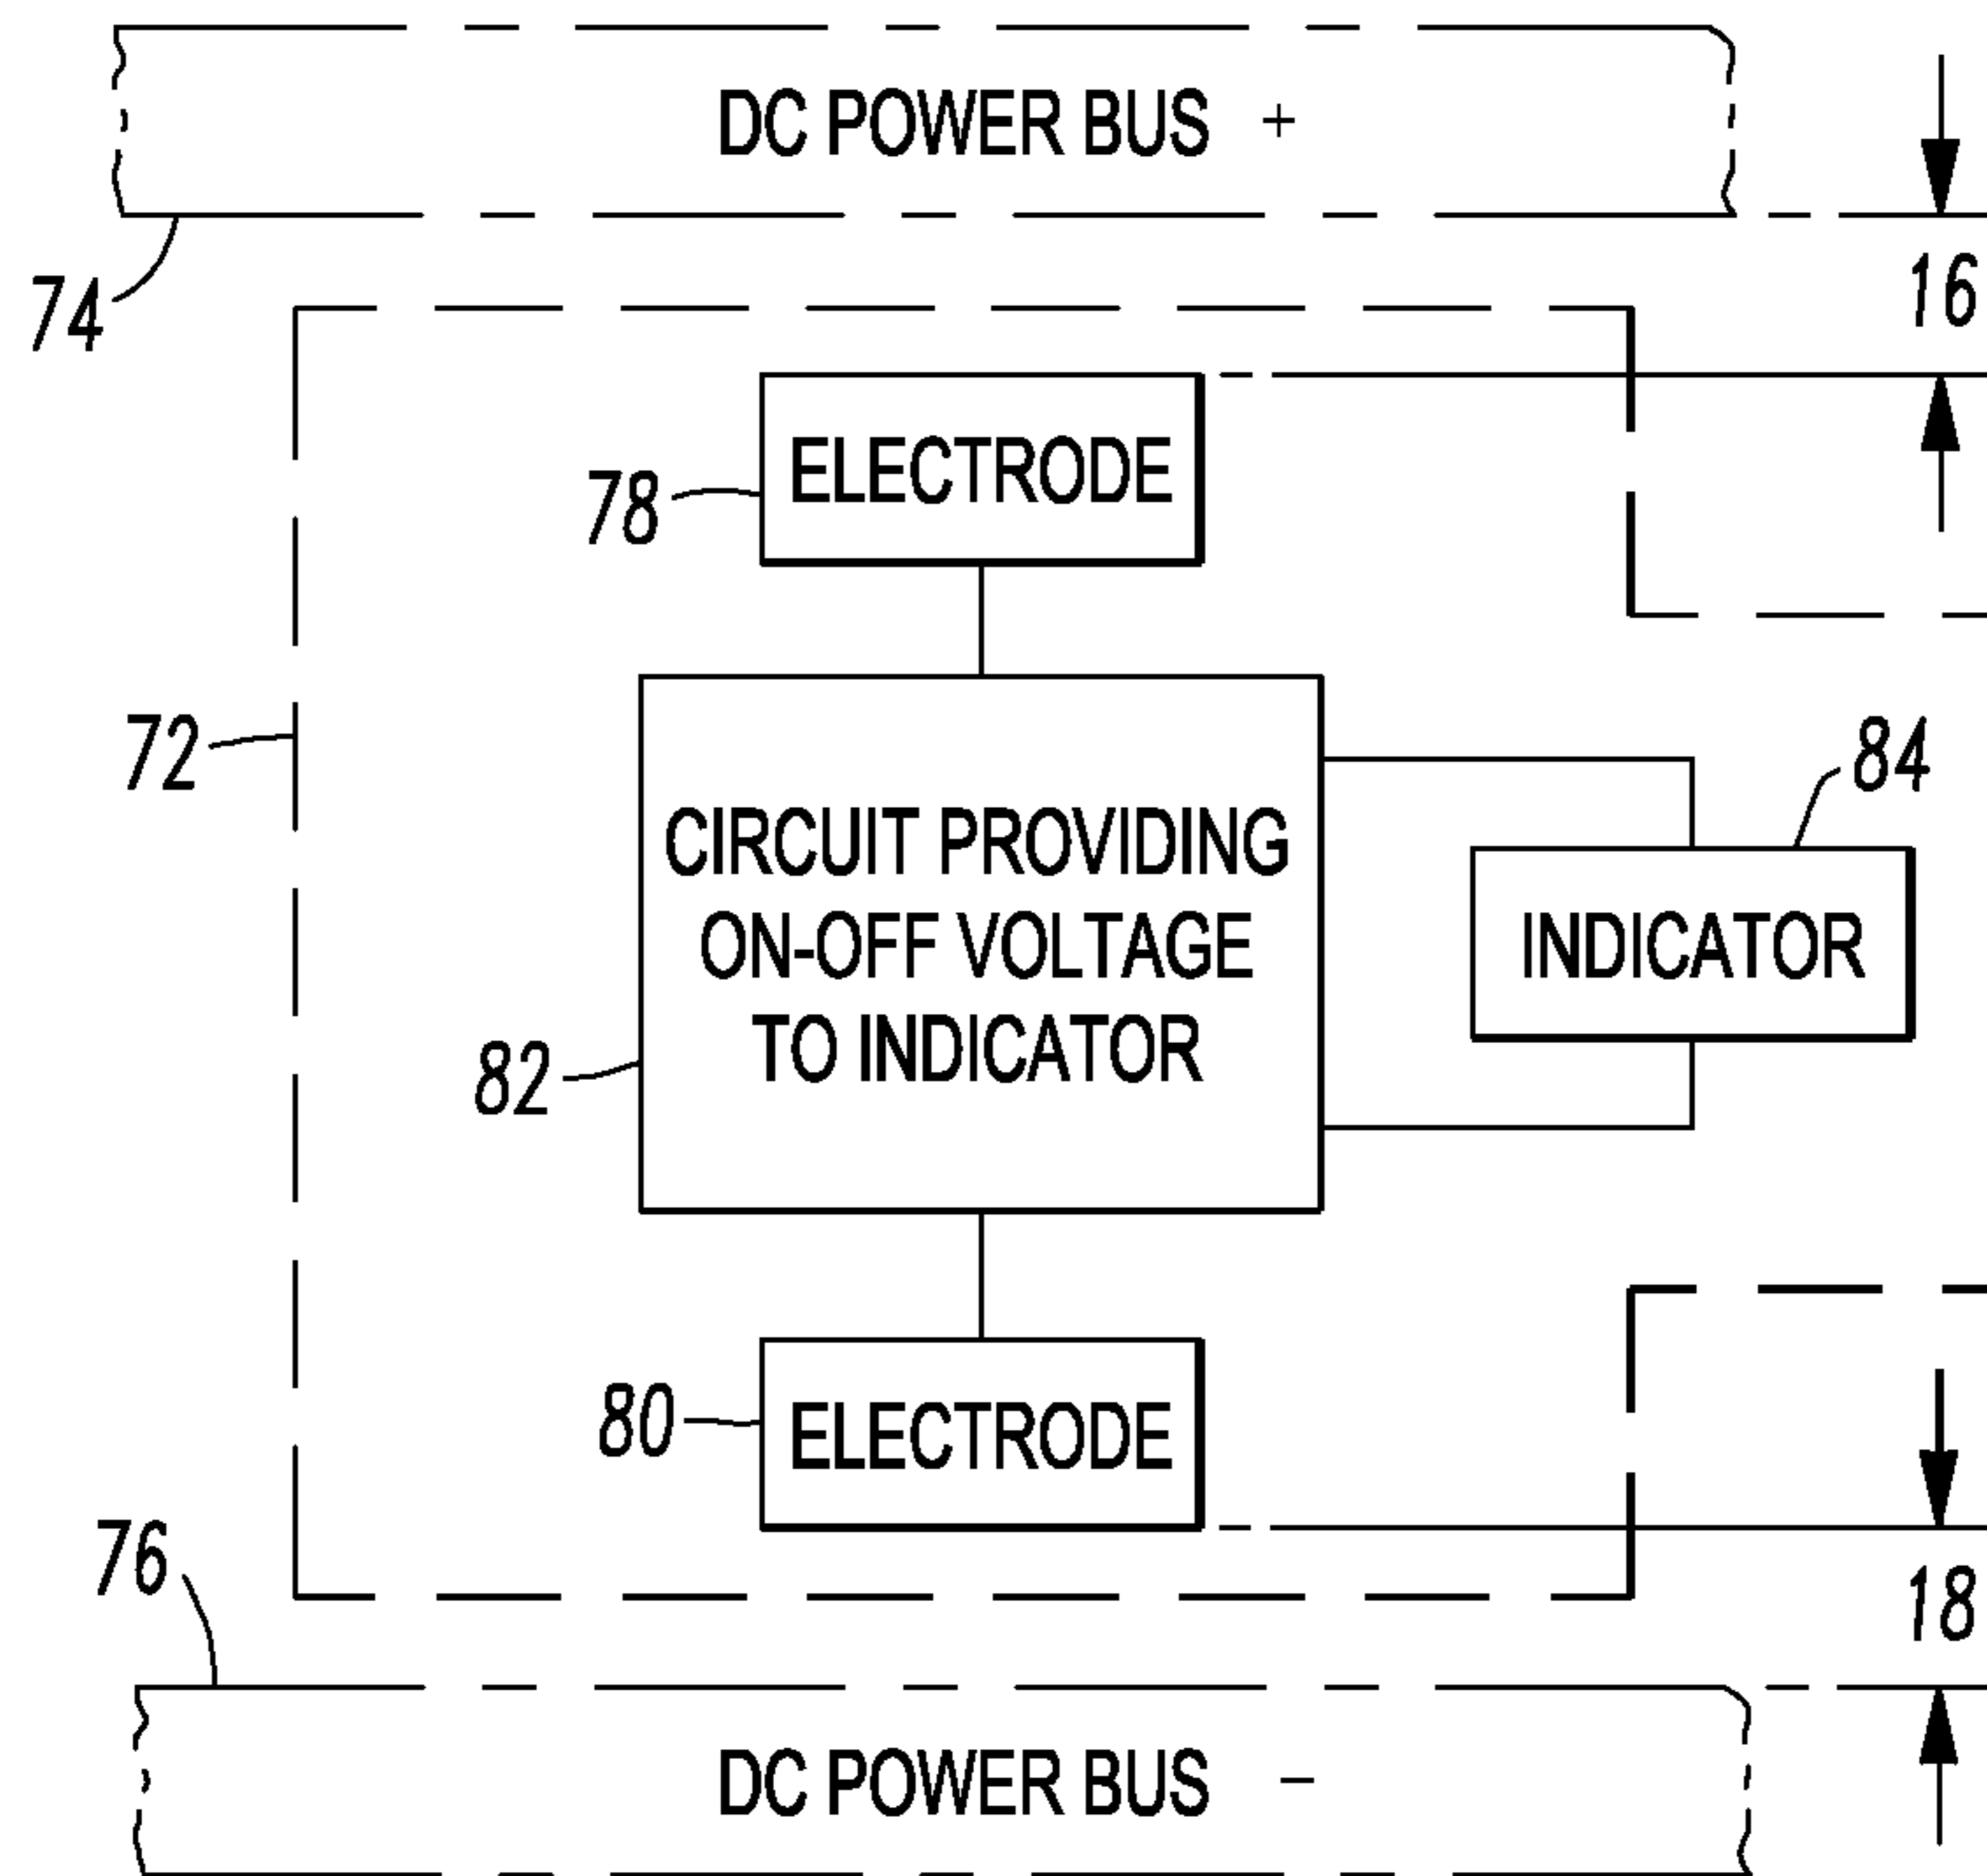 DC POWER BUS +
74
16
ELECTRODE
78
72
84
CIRCUIT PROVIDING
ON-OFF VOLTAGE
TO INDICATOR
INDICATOR
82
80
ELECTRODE
76
18
DC POWER BUS −